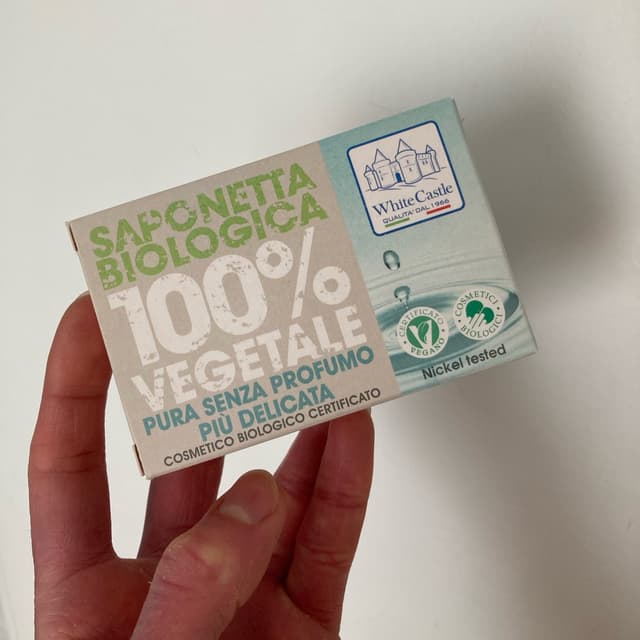 SAPONETTA
BIOLOGICA
100%
VEGETALE
PURA SENZA PROFUMO
PIÙ DELICATA
COSMETICO BIOLOGICO CERTIFICATO
White Castle
QUALITA' DAL 1966
CERTIFICATO
VEGANO
COSMETICI
BIOLOGICI
Nickel tested